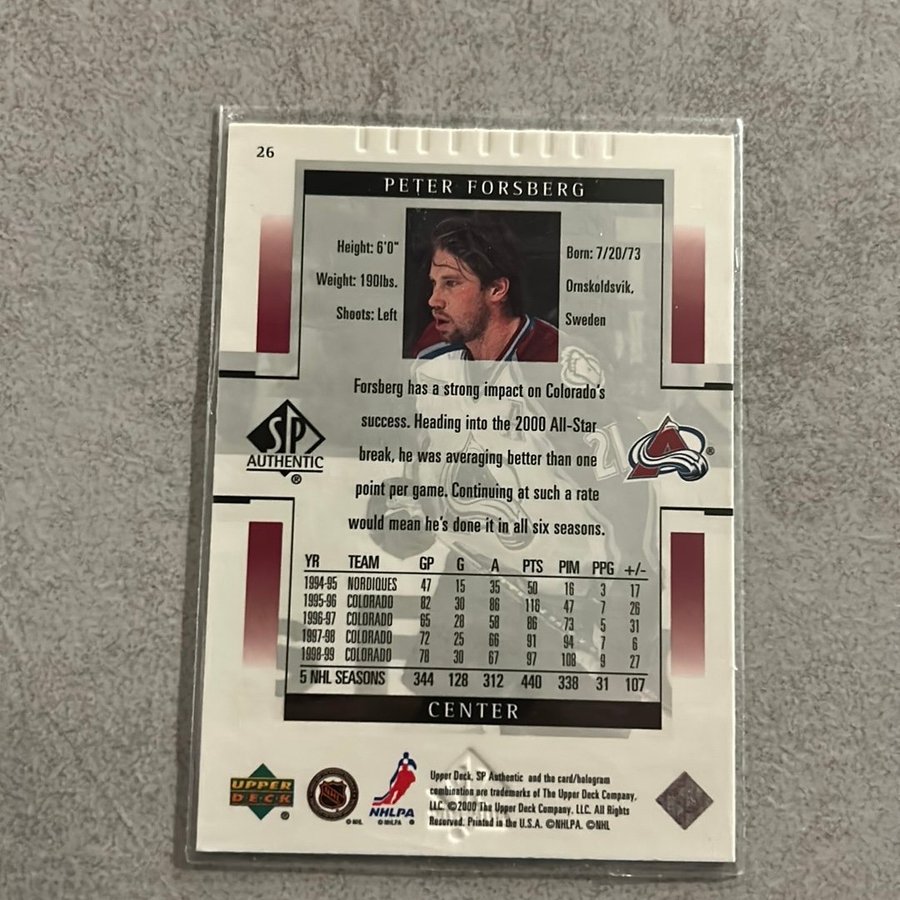 26
PETER FORSBERG
Height: 6'0"
Weight: 190lbs.
Shoots: Left
Born: 7/20/73
Ornskoldsvik,
Sweden
Forsberg has a strong impact on Colorado's
success. Heading into the 2000 All-Star
break, he was averaging better than one
point per game. Continuing at such a rate
would mean he's done it in all six seasons.
SP
AUTHENTIC
®
A
®
21
YR TEAM GP G A PTS PIM PPG +/-
1994-95 NORDIQUES 47 15 35 50 16 3 17
1995-96 COLORADO 82 30 86 116 47 7 26
1996-97 COLORADO 65 28 58 86 73 5 31
1997-98 COLORADO 72 25 66 91 94 7 6
1998-99 COLORADO 78 30 67 97 108 9 27
5 NHL SEASONS 344 128 312 440 338 31 107
CENTER
UPPER
DECK
®
NHL
©NHL
NHLPA
©NHLPA
Upper Deck, SP Authentic and the card/hologram
combination are trademarks of The Upper Deck Company,
LLC. ©2000 The Upper Deck Company, LLC. All Rights
Reserved. Printed in the U.S.A. ©NHLPA. ©NHL